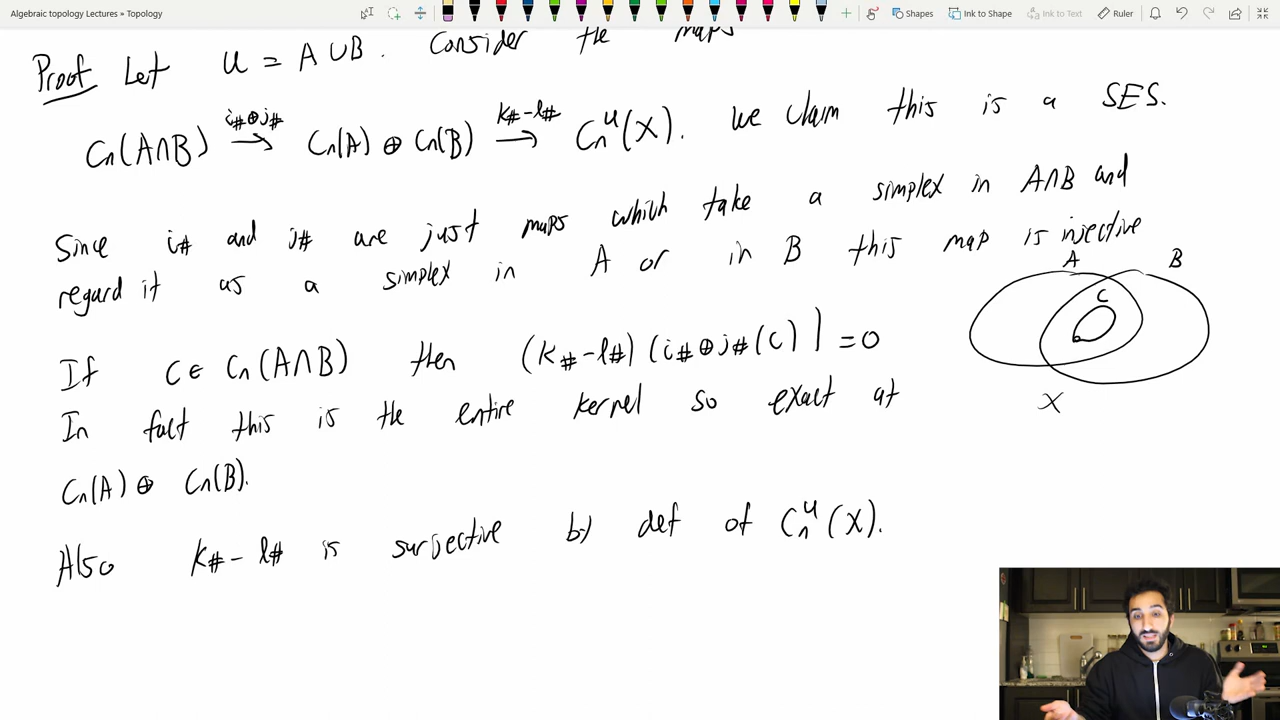 Algebraic topology Lectures » Topology
Shapes
Ink to Shape
Ink to Text
Ruler
Proof Let U = A ∪ B. Consider the maps
Cn(A∩B) i#⊕j# → Cn(A) ⊕ Cn(B) k#-l# → Cn^U(X). We claim this is a SES.
Since i# and j# are just maps which take a simplex in A∩B and
regard it as a simplex in A or in B this map is injective
A B
C
If C ∈ Cn(A∩B) then (k#-l#)(i#⊕j#(C)) = 0
X
In fact this is the entire kernel so exact at
Cn(A) ⊕ Cn(B).
Also k#-l# is surjective by def of Cn^U(X).